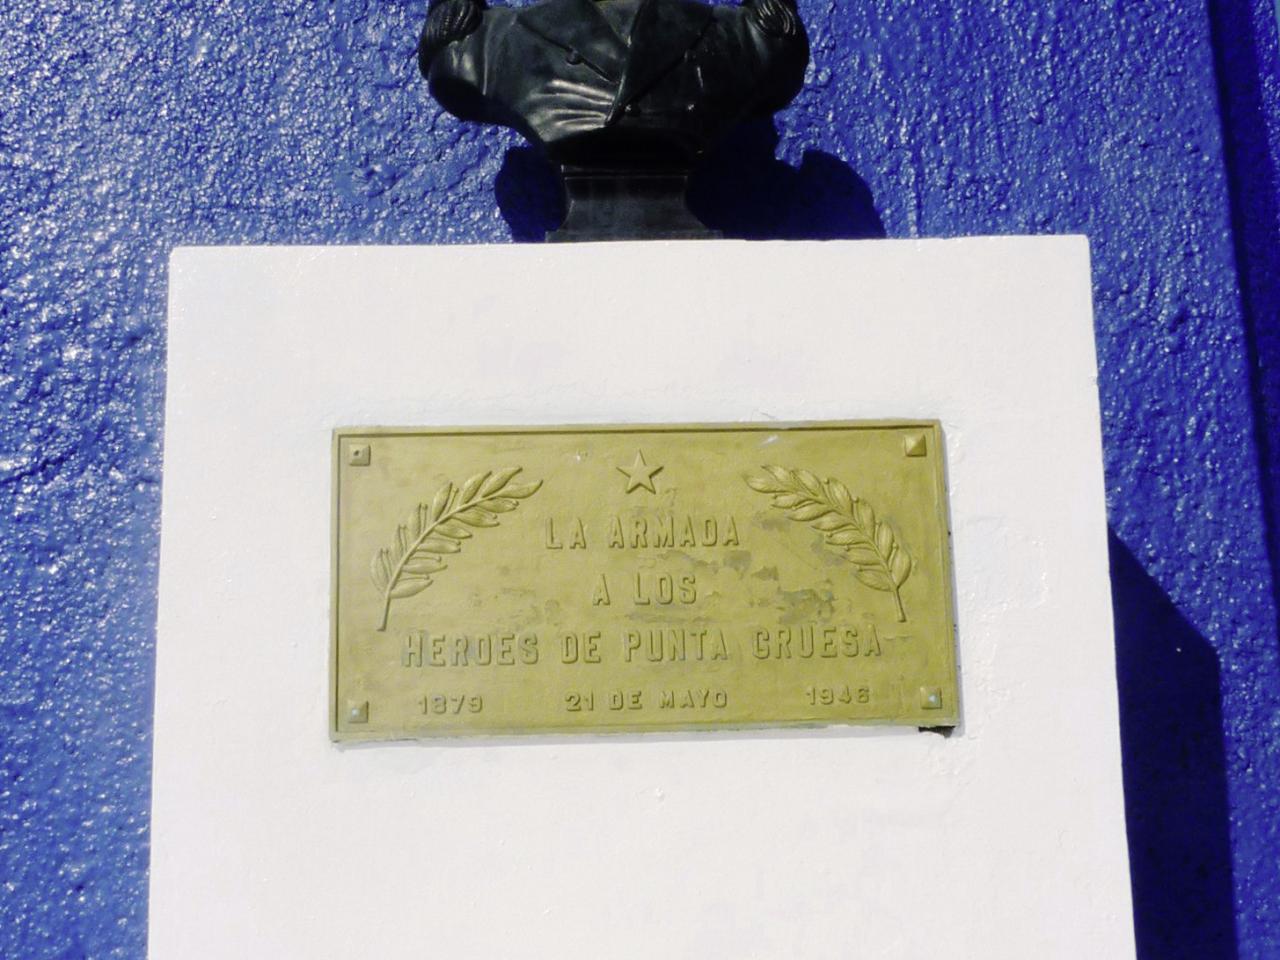 LA ARMADA
A LOS
HEROES DE PUNTA GRUESA
1879 21 DE MAYO 1946